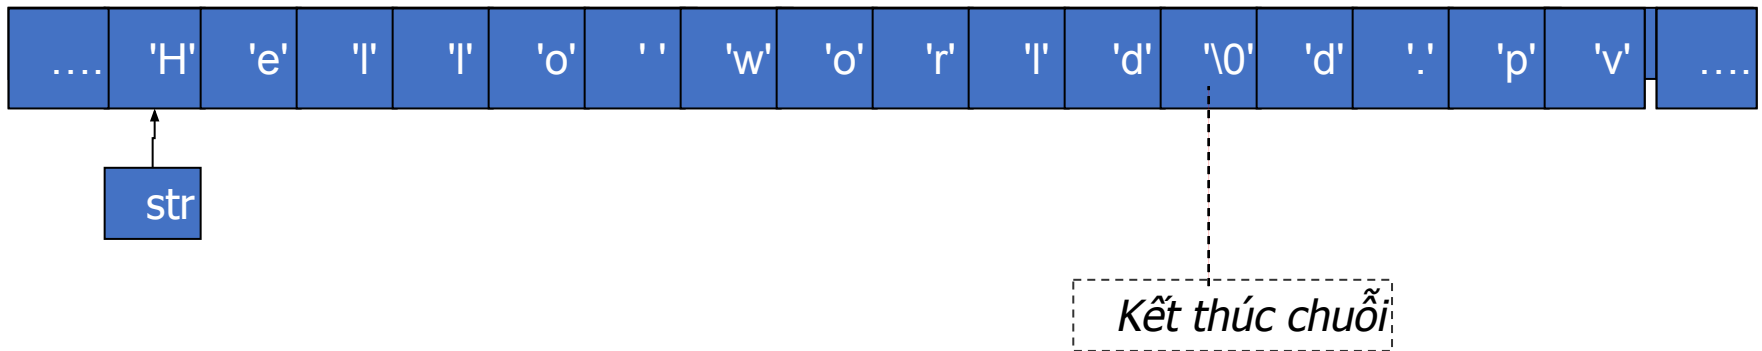 .... 'H' 'e' 'l' 'l' 'o' ' ' 'w' 'o' 'r' 'l' 'd' '\0' 'd' '.' 'p' 'v' ....
str
Kết thúc chuỗi